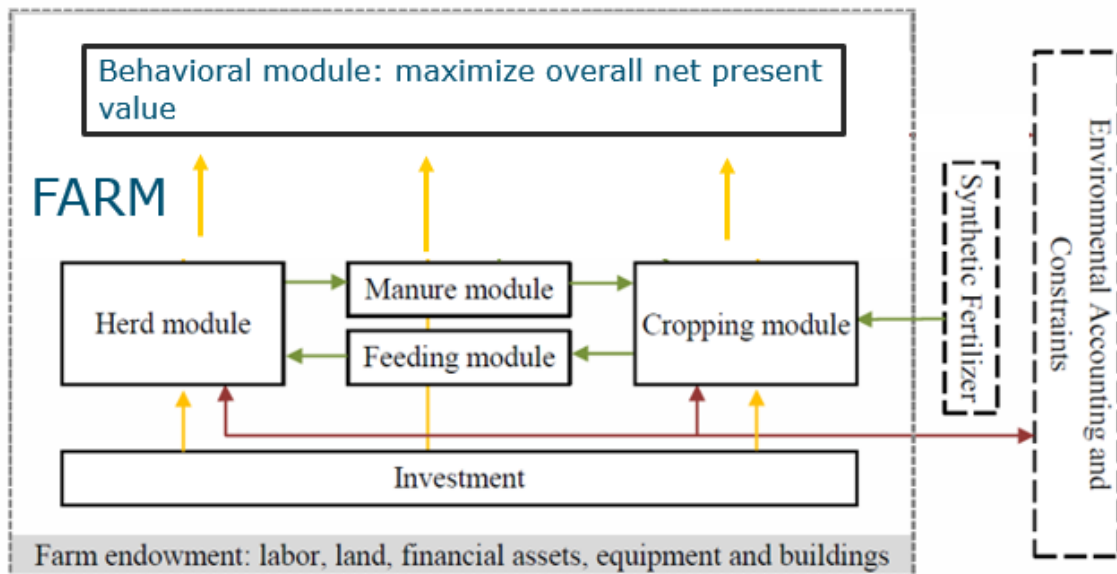 Behavioral module: maximize overall net present
value
FARM
Herd module
Manure module
Feeding module
Cropping module
Synthetic Fertilizer
Environmental Accounting and
Constraints
Investment
Farm endowment: labor, land, financial assets, equipment and buildings